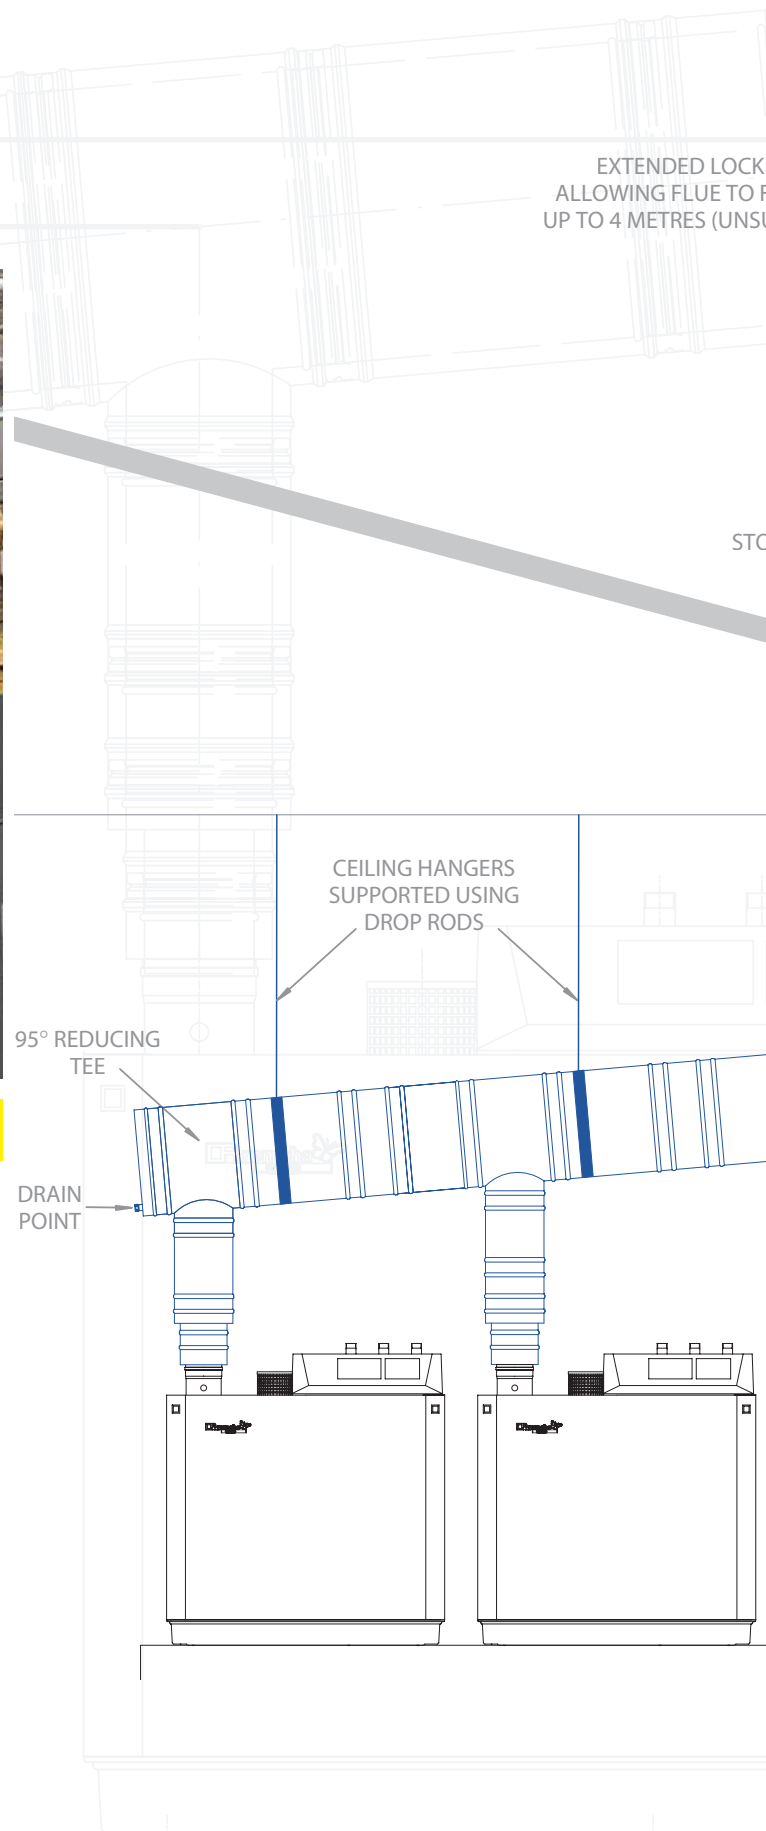 EXTENDED LOCK
ALLOWING FLUE TO
UP TO 4 METRES
STO
CEILING HANGERS
SUPPORTED USING
DROP RODS
95° REDUCING
TEE
DRAIN
POINT